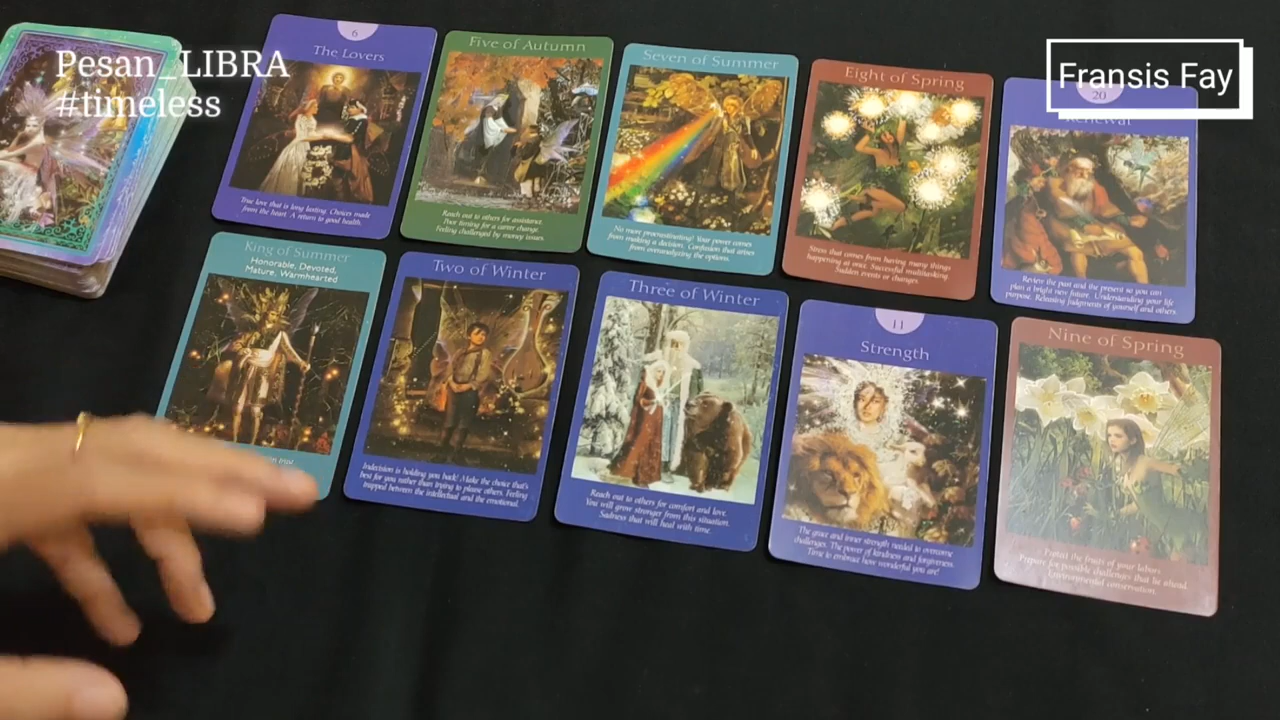 Pesan_LIBRA
#timeless
Fransis Fay
6
The Lovers
True love that is long lasting. Choices made
from the heart. A return to good health.
Five of Autumn
Reach out to others for assistance.
Poor timing for a career change.
Feeling challenged by money issues.
Seven of Summer
No more procrastinating! Your power comes
from making a decision. Confusion that arises
from overanalyzing the options.
Eight of Spring
Stress that comes from having many things
happening at once. Successful multitasking.
Sudden events or changes.
20
Renewal
Review the past and the present so you can
plan a bright new future. Understanding your life
purpose. Releasing judgments of yourself and others
King of Summer
Honorable, Devoted,
Mature, Warmhearted
trust
Two of Winter
Indecision is holding you back! Make the choice that's
best for you rather than trying to please others. Feeling
trapped between the intellectual and the emotional.
Three of Winter
Reach out to others for comfort and love.
You will grow stronger from this situation.
Sadness that will heal with time.
11
Strength
The grace and inner strength needed to overcome
challenges. The power of kindness and forgiveness.
Time to embrace how wonderful you are!
Nine of Spring
Protect the fruits of your labors.
Prepare for possible challenges that lie ahead.
Environmental conservation.